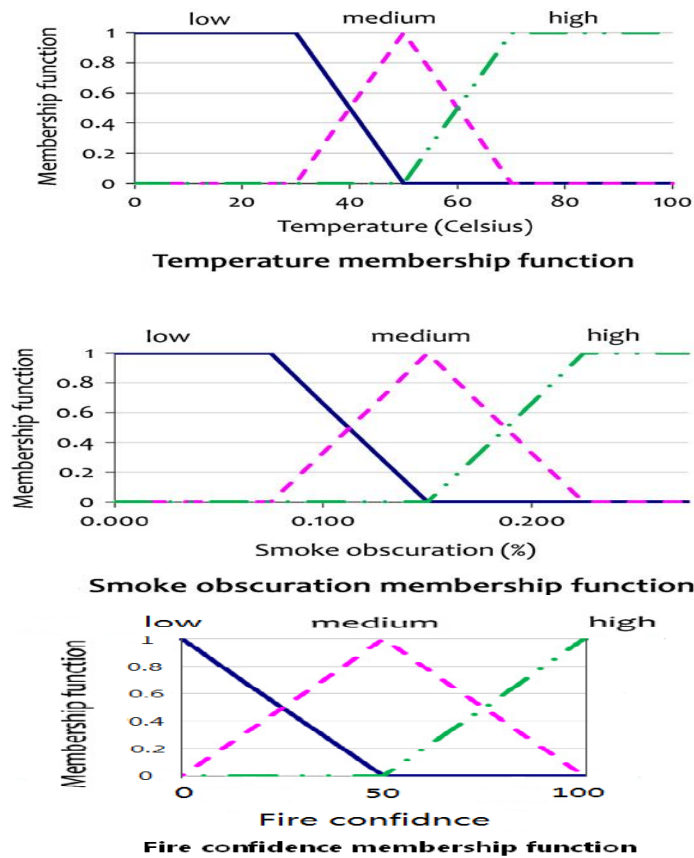 low medium high
Membership function
1
0.8
0.6
0.4
0.2
0
0 20 40 60 80 100
Temperature (Celsius)
Temperature membership function
low medium high
Membership function
1
0.8
0.6
0.4
0.2
0
0.000 0.100 0.200
Smoke obscuration (%)
Smoke obscuration membership function
low medium high
Membership function
1
0.8
0.6
0.4
0.2
0
0 50 100
Fire confidnce
Fire confidence membership function